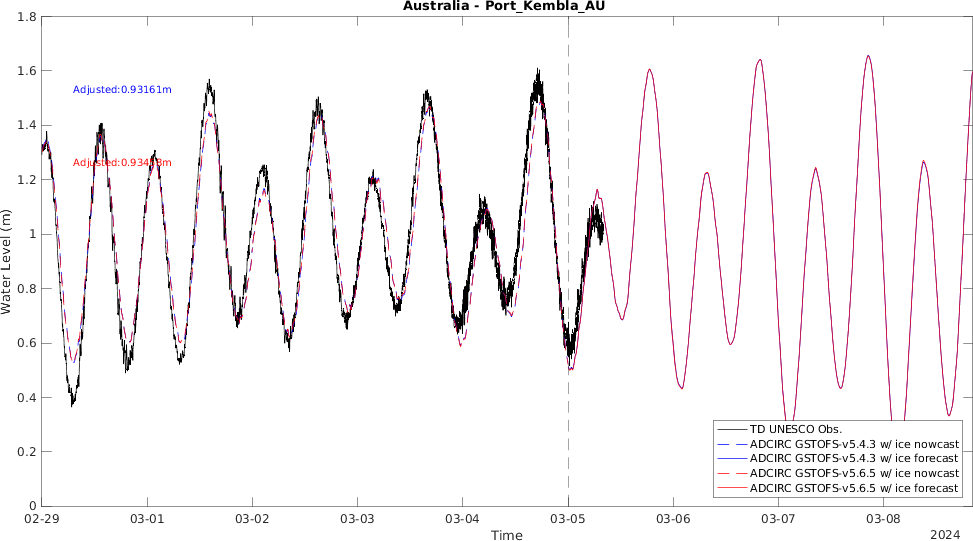 Australia - Port_Kembla_AU
1.8
1.6
1.4
1.2
1
0.8
0.6
0.4
0.2
0
Water Level (m)
Adjusted:0.93161m
TD UNESCO Obs.
ADCIRC GSTOFS-v5.4.3 w/ ice nowcast
ADCIRC GSTOFS-v5.4.3 w/ ice forecast
ADCIRC GSTOFS-v5.6.5 w/ ice nowcast
ADCIRC GSTOFS-v5.6.5 w/ ice forecast
02-29 03-01 03-02 03-03 03-04 03-05 03-06 03-07 03-08
Time
2024